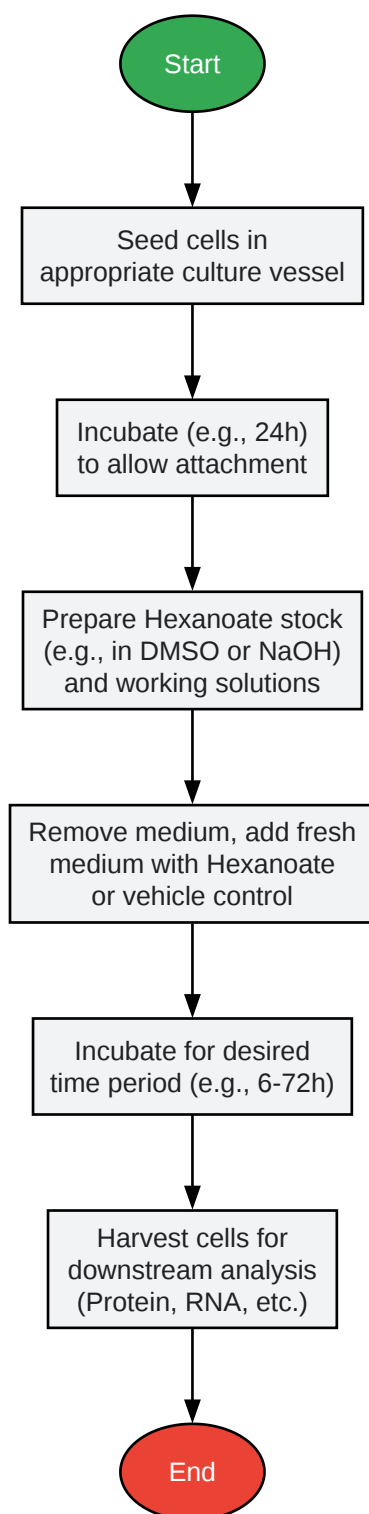 Start
Seed cells in
appropriate culture vessel
Incubate (e.g., 24h)
to allow attachment
Prepare Hexanoate stock
(e.g., in DMSO or NaOH)
and working solutions
Remove medium, add fresh
medium with Hexanoate
or vehicle control
Incubate for desired
time period (e.g., 6-72h)
Harvest cells for
downstream analysis
(Protein, RNA, etc.)
End